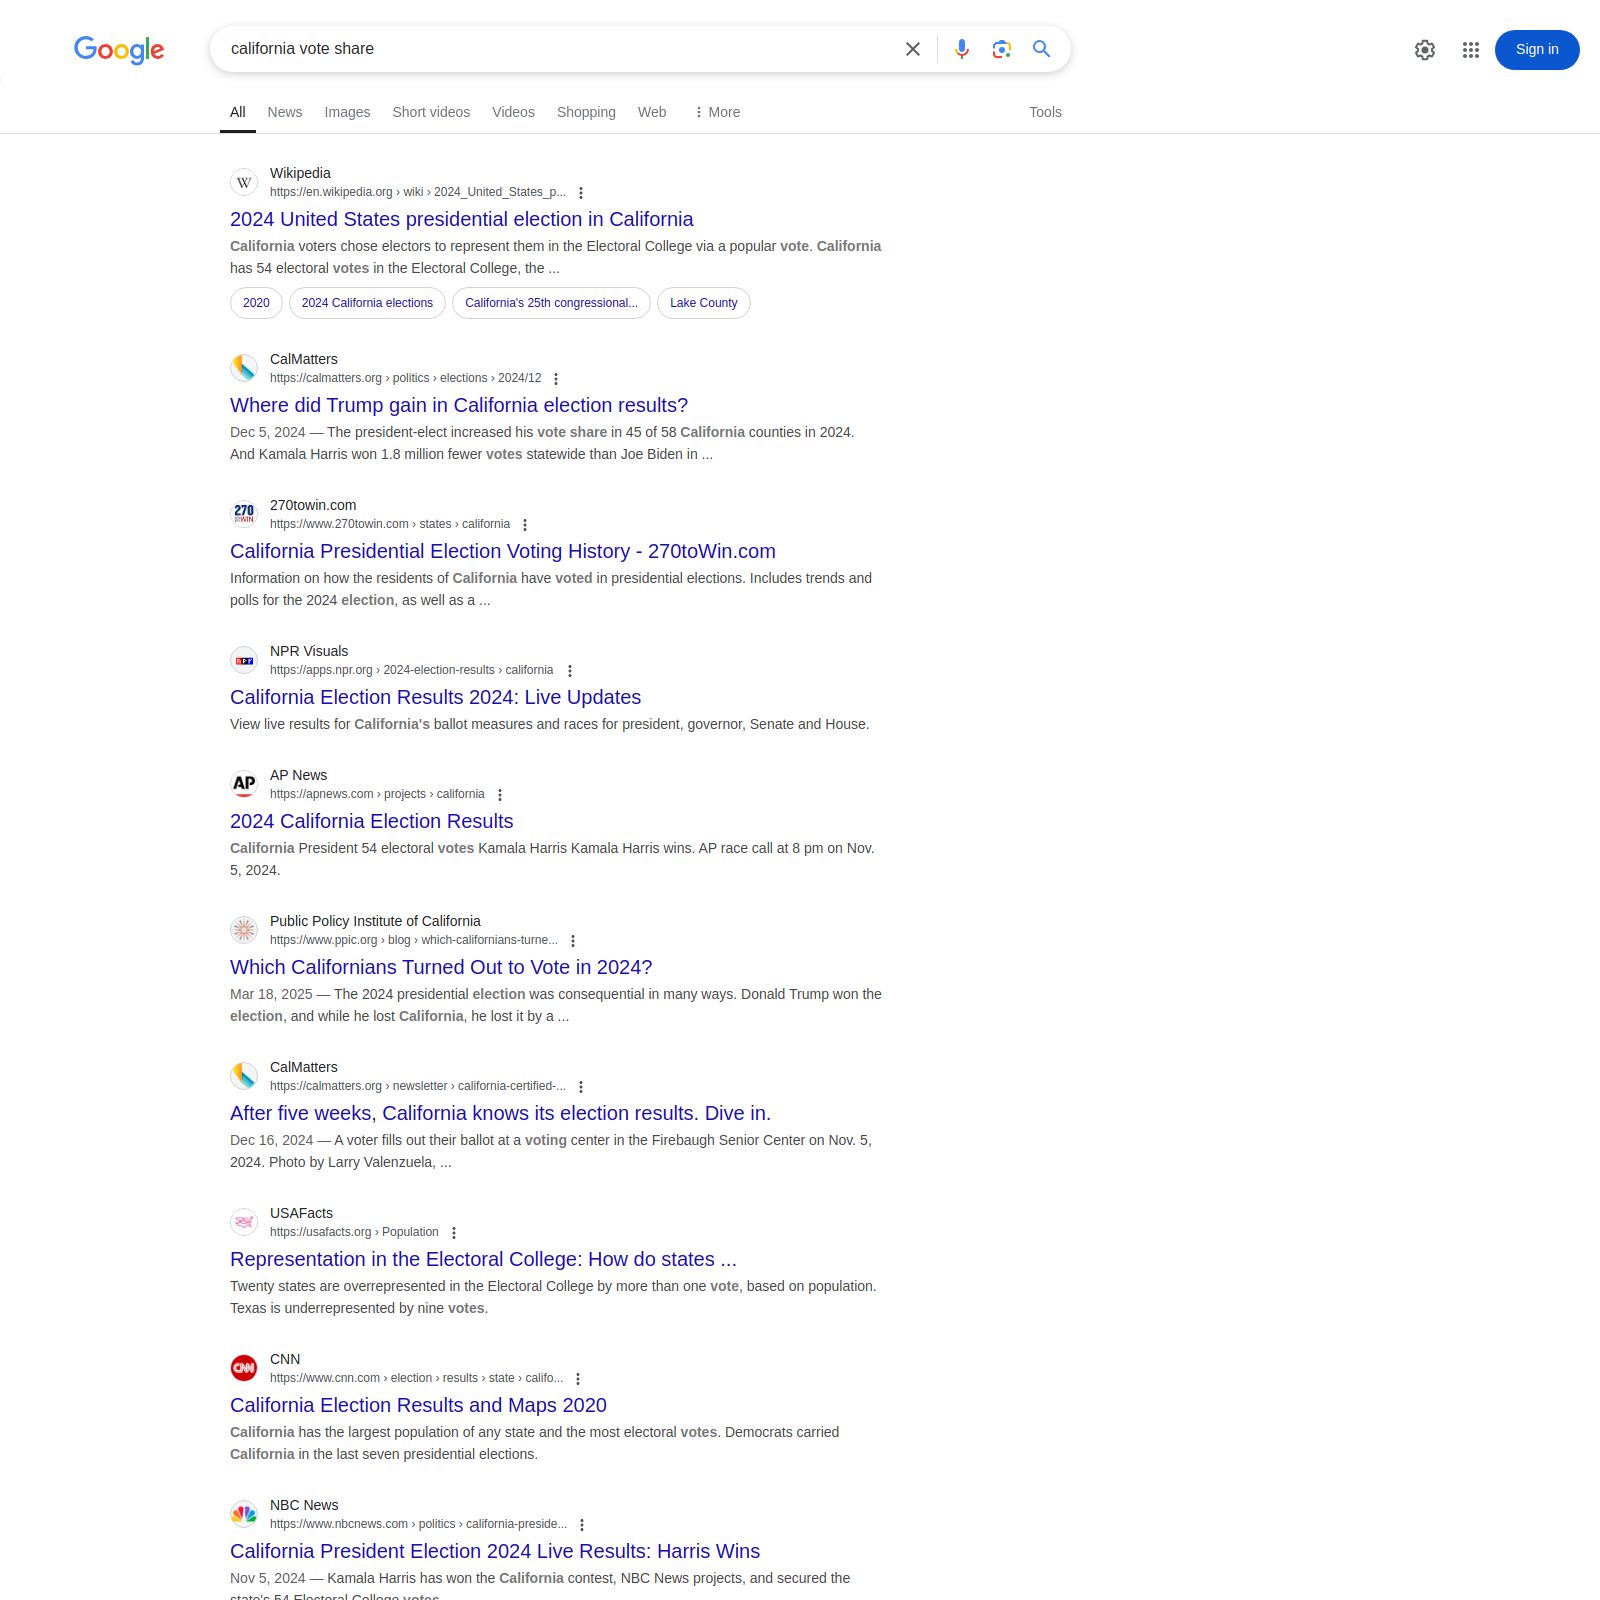 Google
california vote share
Sign in
All News Images Short videos Videos Shopping Web More Tools
W
Wikipedia
https://en.wikipedia.org › wiki › 2024_United_States_p...
2024 United States presidential election in California
California voters chose electors to represent them in the Electoral College via a popular vote. California
has 54 electoral votes in the Electoral College, the ...
2020 2024 California elections California's 25th congressional... Lake County
CalMatters
https://calmatters.org › politics › elections › 2024/12
Where did Trump gain in California election results?
Dec 5, 2024 — The president-elect increased his vote share in 45 of 58 California counties in 2024.
And Kamala Harris won 1.8 million fewer votes statewide than Joe Biden in ...
270
WIN
270towin.com
https://www.270towin.com › states › california
California Presidential Election Voting History - 270toWin.com
Information on how the residents of California have voted in presidential elections. Includes trends and
polls for the 2024 election, as well as a ...
npr
NPR Visuals
https://apps.npr.org › 2024-election-results › california
California Election Results 2024: Live Updates
View live results for California's ballot measures and races for president, governor, Senate and House.
AP
AP News
https://apnews.com › projects › california
2024 California Election Results
California President 54 electoral votes Kamala Harris Kamala Harris wins. AP race call at 8 pm on Nov.
5, 2024.
Public Policy Institute of California
https://www.ppic.org › blog › which-californians-turne...
Which Californians Turned Out to Vote in 2024?
Mar 18, 2025 — The 2024 presidential election was consequential in many ways. Donald Trump won the
election, and while he lost California, he lost it by a ...
CalMatters
https://calmatters.org › newsletter › california-certified-...
After five weeks, California knows its election results. Dive in.
Dec 16, 2024 — A voter fills out their ballot at a voting center in the Firebaugh Senior Center on Nov. 5,
2024. Photo by Larry Valenzuela, ...
USAFacts
https://usafacts.org › Population
Representation in the Electoral College: How do states ...
Twenty states are overrepresented in the Electoral College by more than one vote, based on population.
Texas is underrepresented by nine votes.
CNN
CNN
https://www.cnn.com › election › results › state › califo...
California Election Results and Maps 2020
California has the largest population of any state and the most electoral votes. Democrats carried
California in the last seven presidential elections.
NBC News
https://www.nbcnews.com › politics › california-preside...
California President Election 2024 Live Results: Harris Wins
Nov 5, 2024 — Kamala Harris has won the California contest, NBC News projects, and secured the
state's 54 Electoral College votes